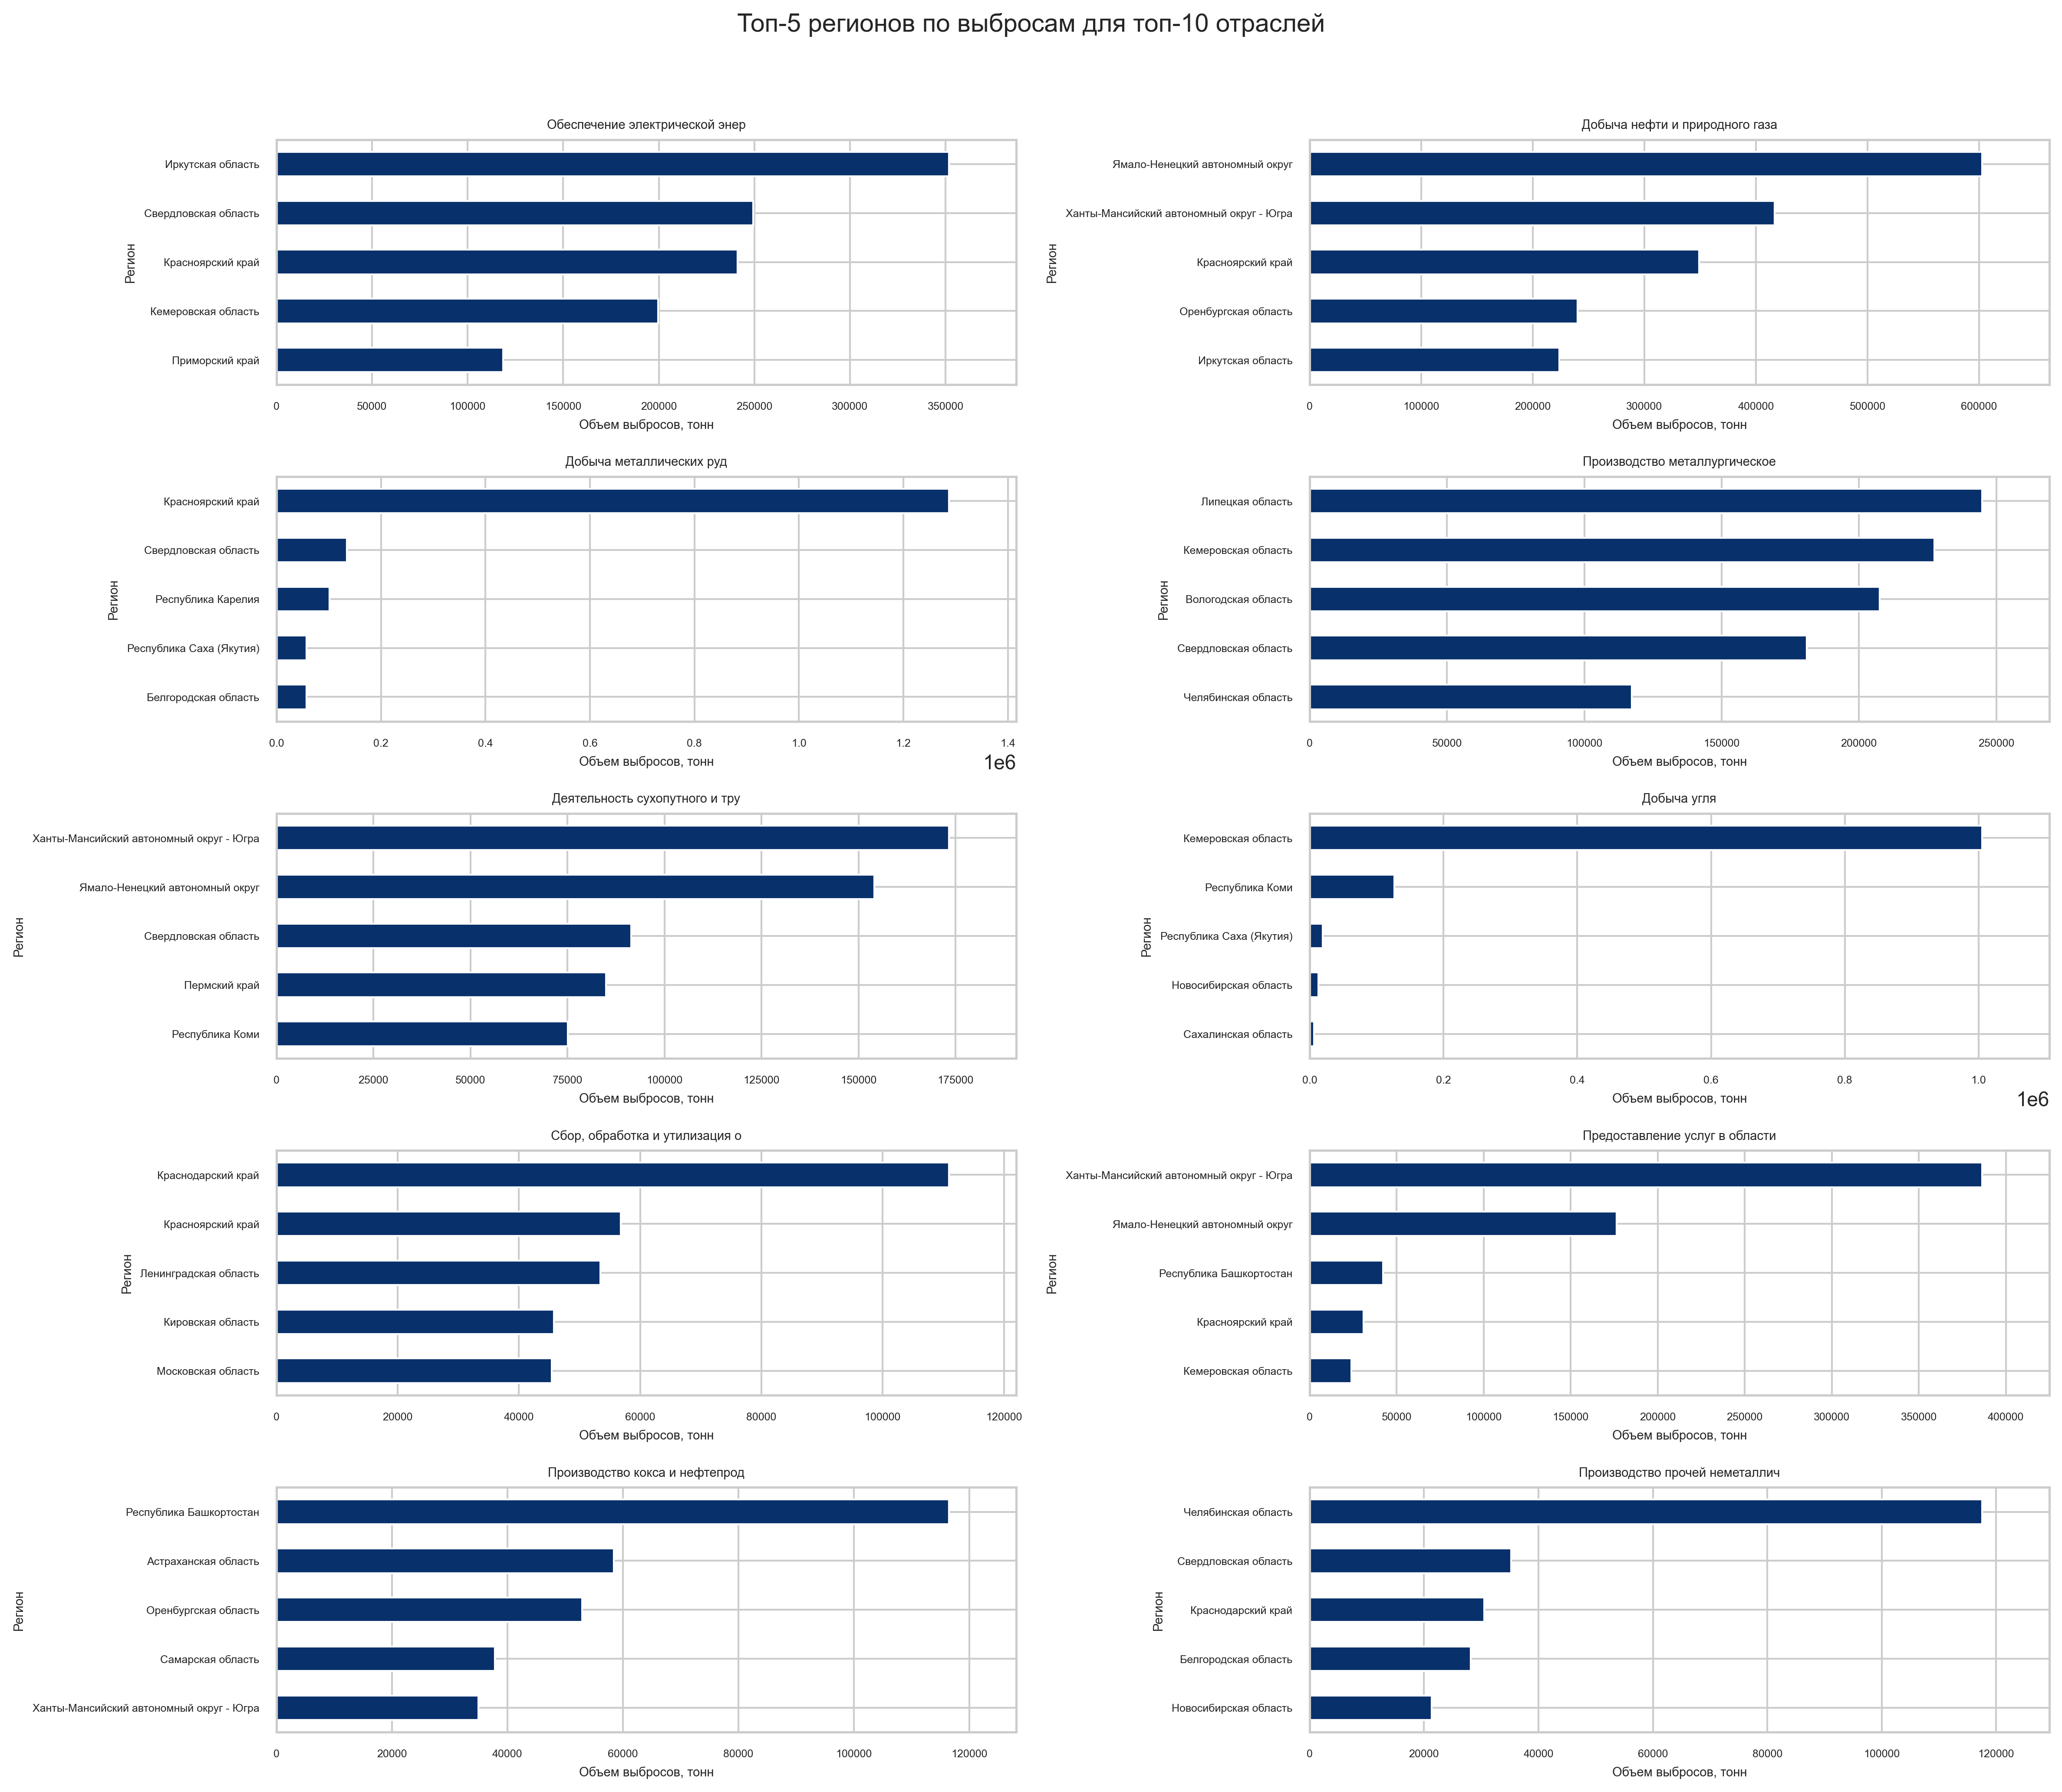 Топ-5 регионов по выбросам для топ-10 отраслей
Обеспечение электрической энер
Регион
Иркутская область
Свердловская область
Красноярский край
Кемеровская область
Приморский край
0 50000 100000 150000 200000 250000 300000 350000
Объем выбросов, тонн
Добыча нефти и природного газа
Регион
Ямало-Ненецкий автономный округ
Ханты-Мансийский автономный округ - Югра
Красноярский край
Оренбургская область
Иркутская область
0 100000 200000 300000 400000 500000 600000
Объем выбросов, тонн
Добыча металлических руд
Регион
Красноярский край
Свердловская область
Республика Карелия
Республика Саха (Якутия)
Белгородская область
0.0 0.2 0.4 0.6 0.8 1.0 1.2 1.4
1e6
Объем выбросов, тонн
Производство металлургическое
Регион
Липецкая область
Кемеровская область
Вологодская область
Свердловская область
Челябинская область
0 50000 100000 150000 200000 250000
Объем выбросов, тонн
Деятельность сухопутного и тру
Регион
Ханты-Мансийский автономный округ - Югра
Ямало-Ненецкий автономный округ
Свердловская область
Пермский край
Республика Коми
0 25000 50000 75000 100000 125000 150000 175000
Объем выбросов, тонн
Добыча угля
Регион
Кемеровская область
Республика Коми
Республика Саха (Якутия)
Новосибирская область
Сахалинская область
0.0 0.2 0.4 0.6 0.8 1.0
1e6
Объем выбросов, тонн
Сбор, обработка и утилизация о
Регион
Краснодарский край
Красноярский край
Ленинградская область
Кировская область
Московская область
0 20000 40000 60000 80000 100000 120000
Объем выбросов, тонн
Предоставление услуг в области
Регион
Ханты-Мансийский автономный округ - Югра
Ямало-Ненецкий автономный округ
Республика Башкортостан
Красноярский край
Кемеровская область
0 50000 100000 150000 200000 250000 300000 350000 400000
Объем выбросов, тонн
Производство кокса и нефтепрод
Регион
Республика Башкортостан
Астраханская область
Оренбургская область
Самарская область
Ханты-Мансийский автономный округ - Югра
0 20000 40000 60000 80000 100000 120000
Объем выбросов, тонн
Производство прочей неметаллич
Регион
Челябинская область
Свердловская область
Краснодарский край
Белгородская область
Новосибирская область
0 20000 40000 60000 80000 100000 120000
Объем выбросов, тонн